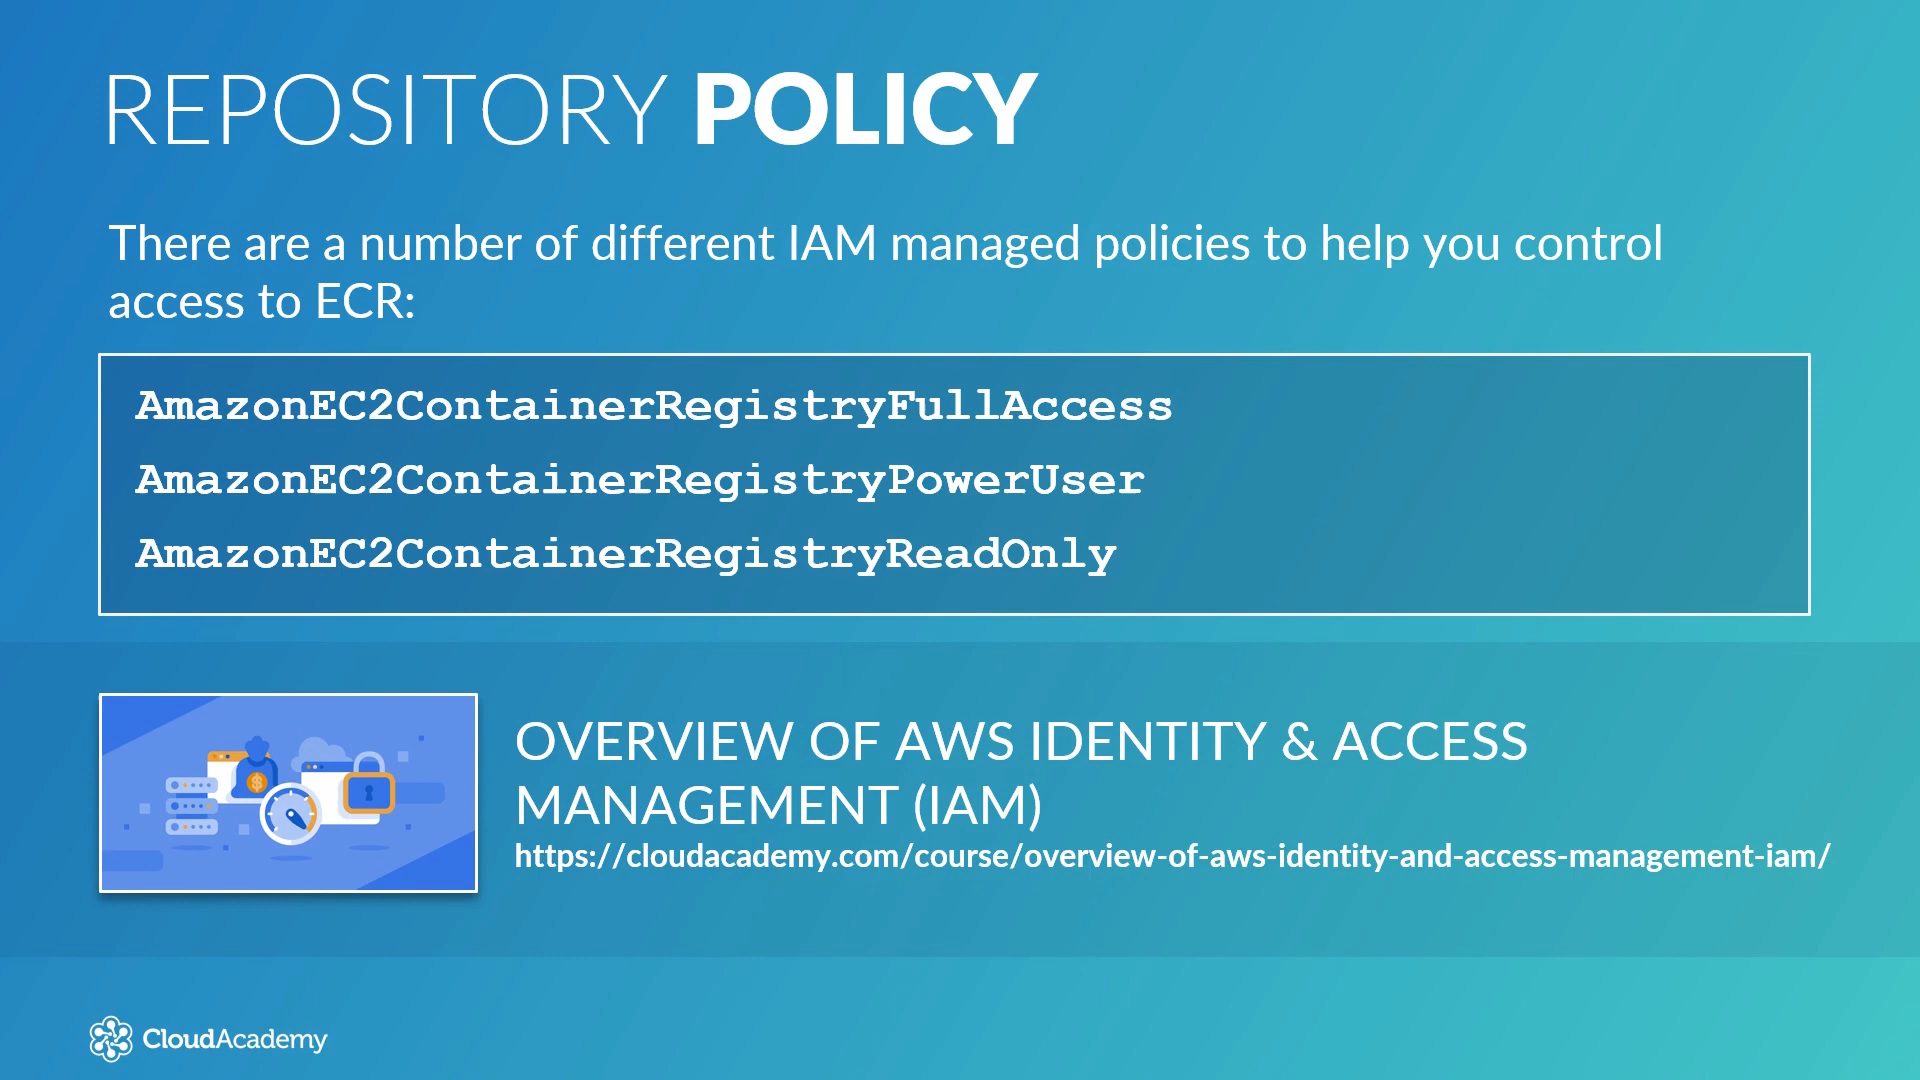 REPOSITORY POLICY
There are a number of different IAM managed policies to help you control
access to ECR:
AmazonEC2ContainerRegistryFullAccess
AmazonEC2ContainerRegistryPowerUser
AmazonEC2ContainerRegistryReadOnly
OVERVIEW OF AWS IDENTITY & ACCESS
MANAGEMENT (IAM)
https://cloudacademy.com/course/overview-of-aws-identity-and-access-management-iam/
CloudAcademy